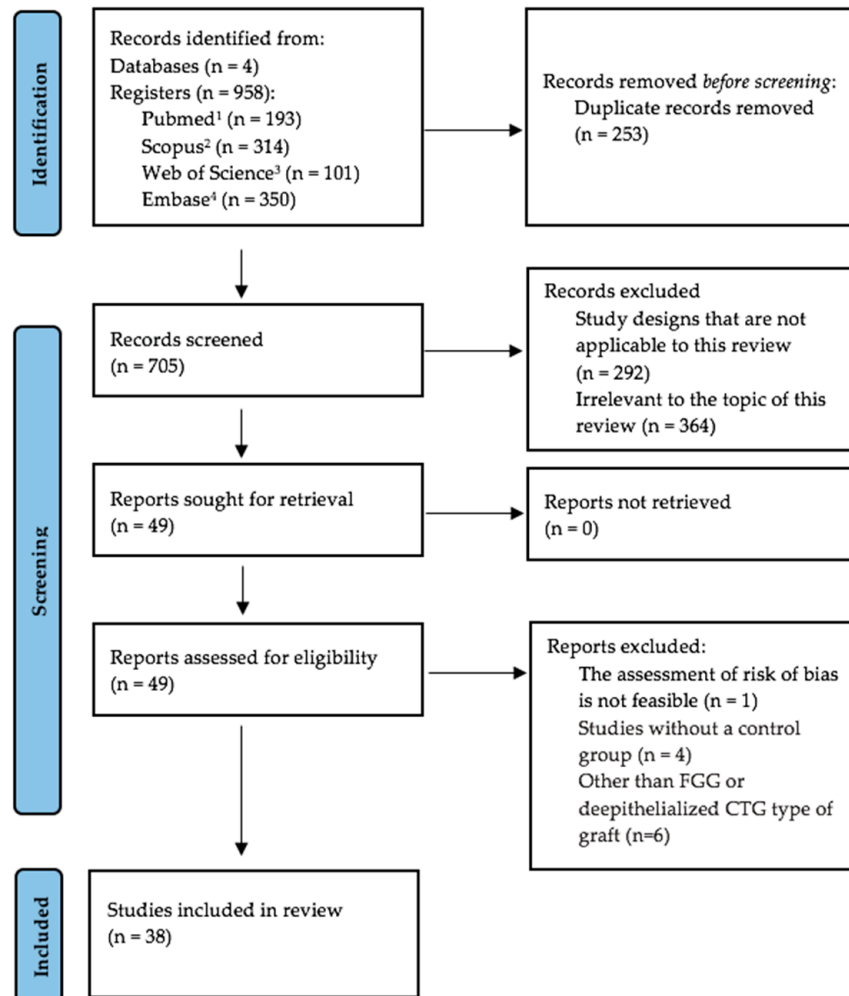 Identification
Records identified from:
Databases (n = 4)
Registers (n = 958):
Pubmed¹ (n = 193)
Scopus² (n = 314)
Web of Science³ (n = 101)
Embase⁴ (n = 350)
Records removed before screening:
Duplicate records removed
(n = 253)
Screening
Records screened
(n = 705)
Records excluded
Study designs that are not
applicable to this review
(n = 292)
Irrelevant to the topic of this
review (n = 364)
Reports sought for retrieval
(n = 49)
Reports not retrieved
(n = 0)
Reports assessed for eligibility
(n = 49)
Reports excluded:
The assessment of risk of bias
is not feasible (n = 1)
Studies without a control
group (n = 4)
Other than FGG or
deepithelialized CTG type of
graft (n=6)
Included
Studies included in review
(n = 38)